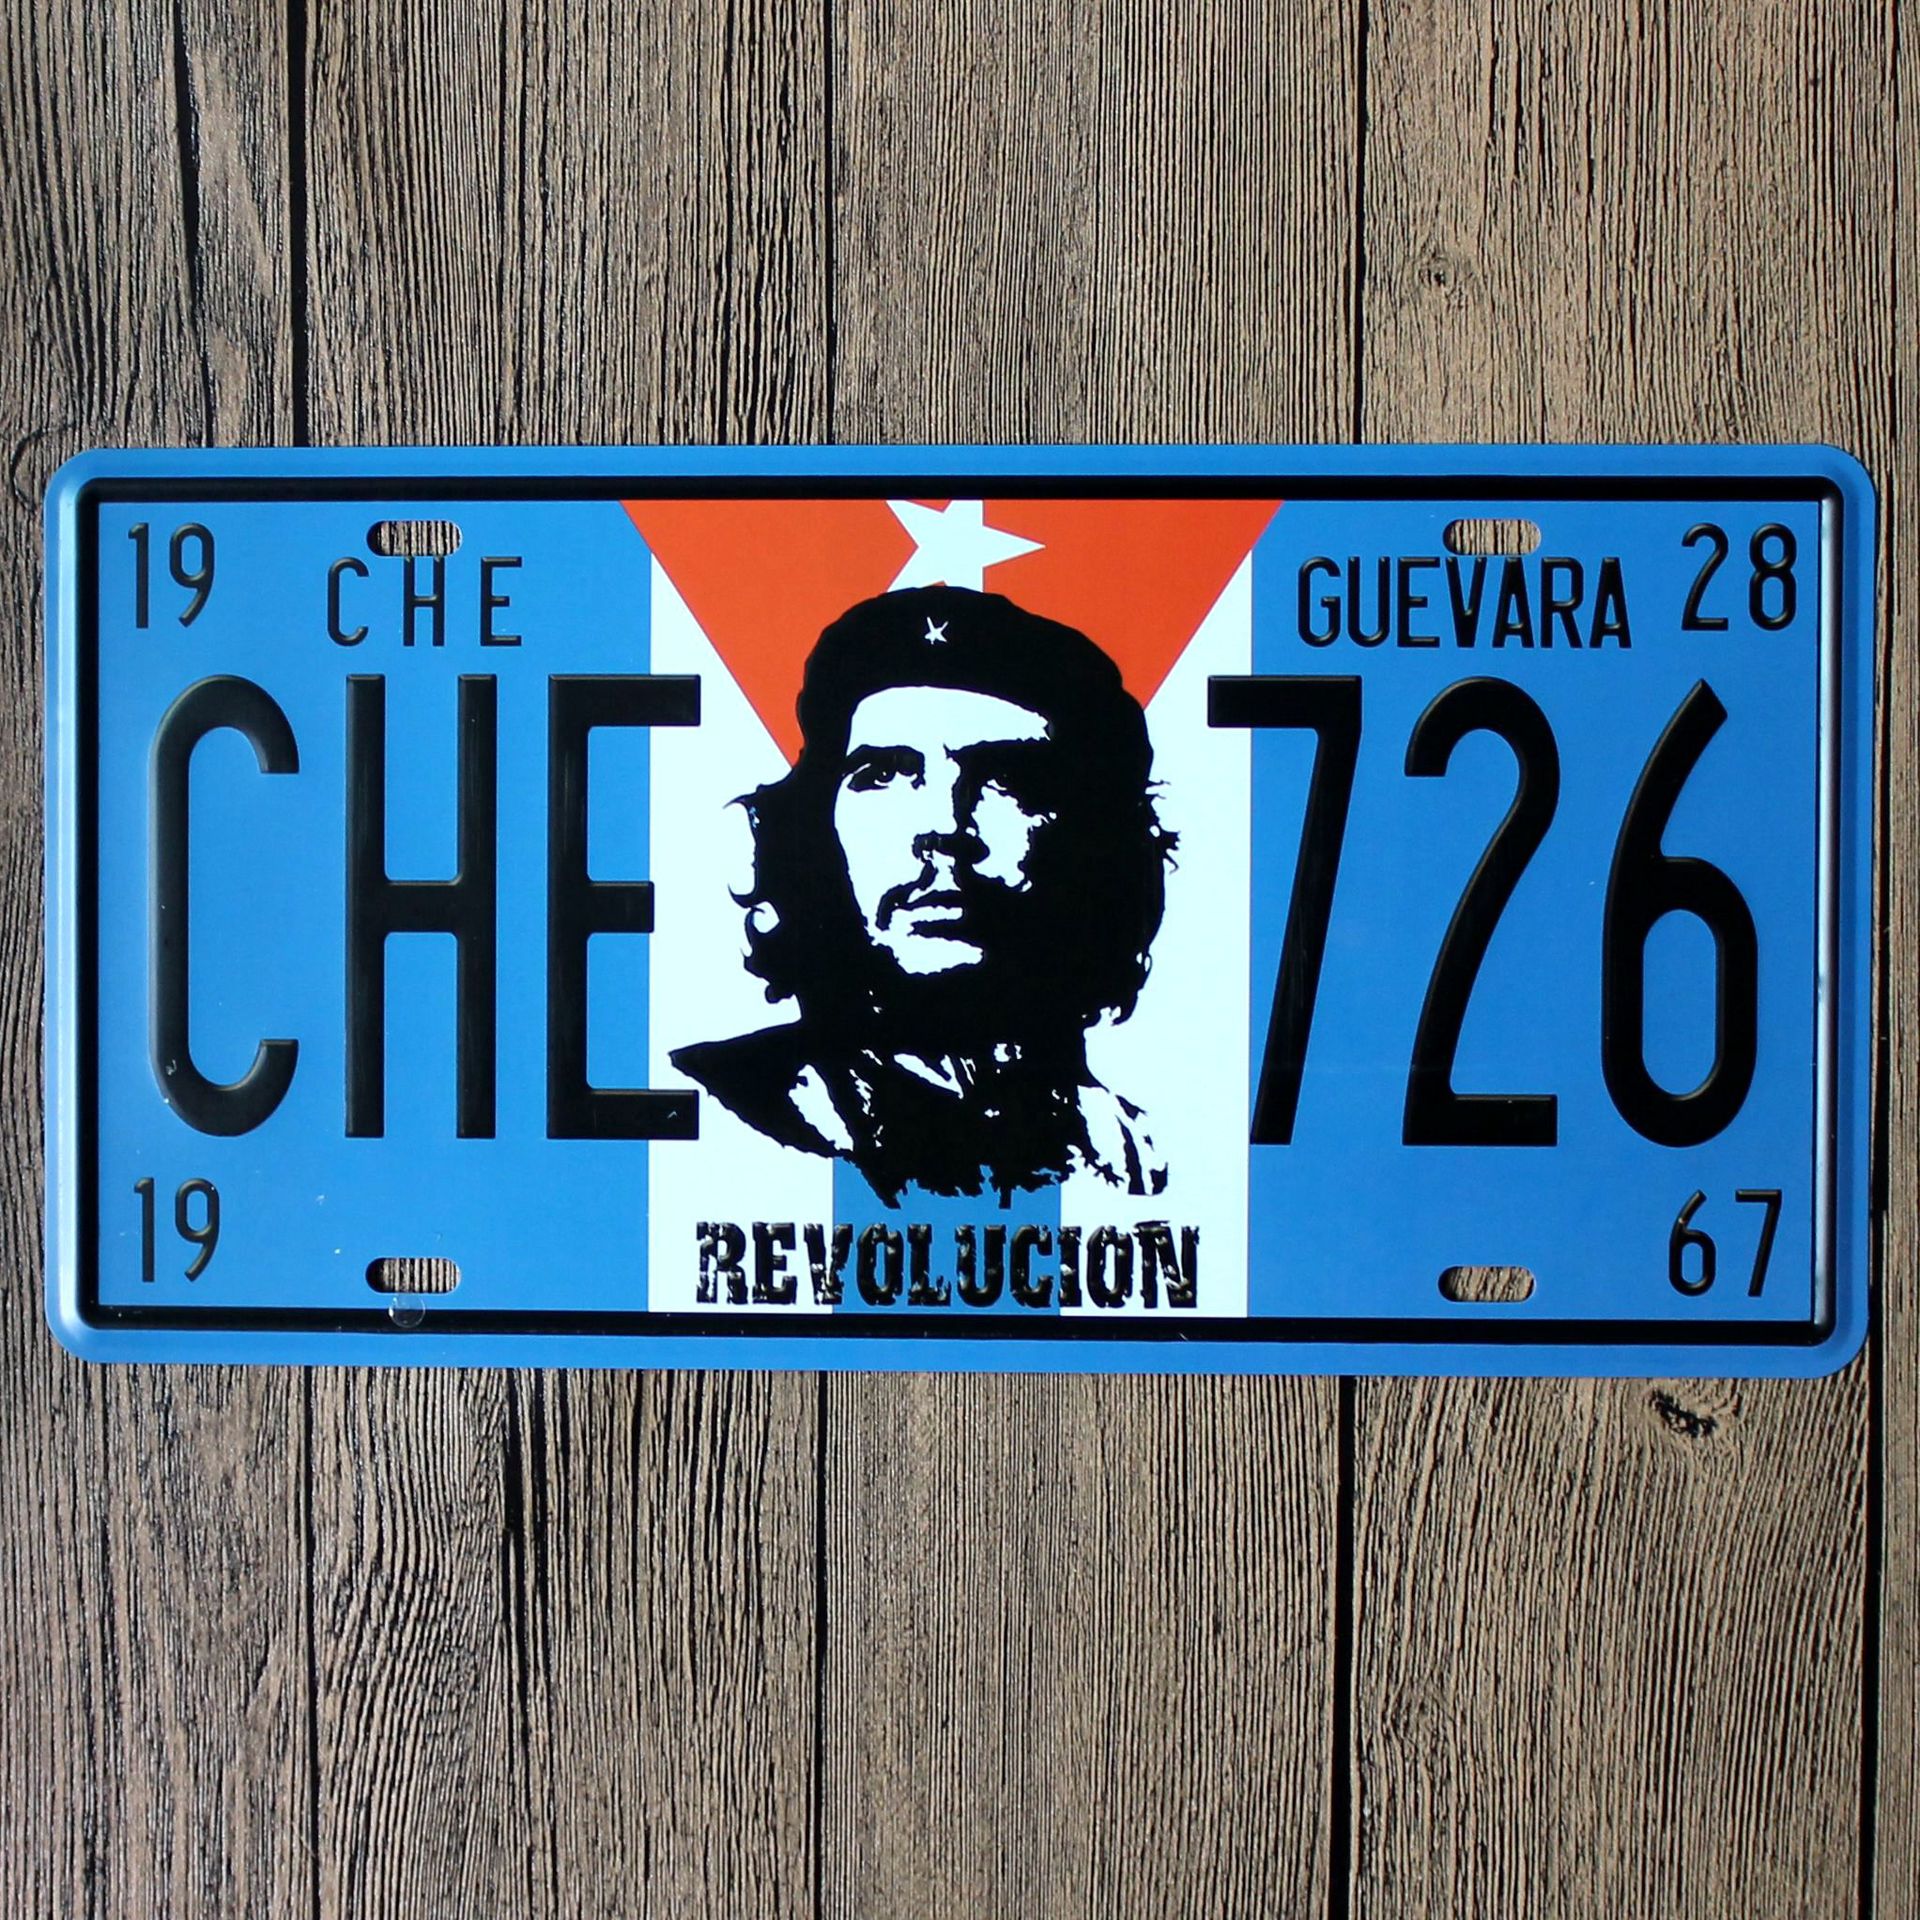 19 CHE GUEVARA 28
CHE 726
19 REVOLUCION 67